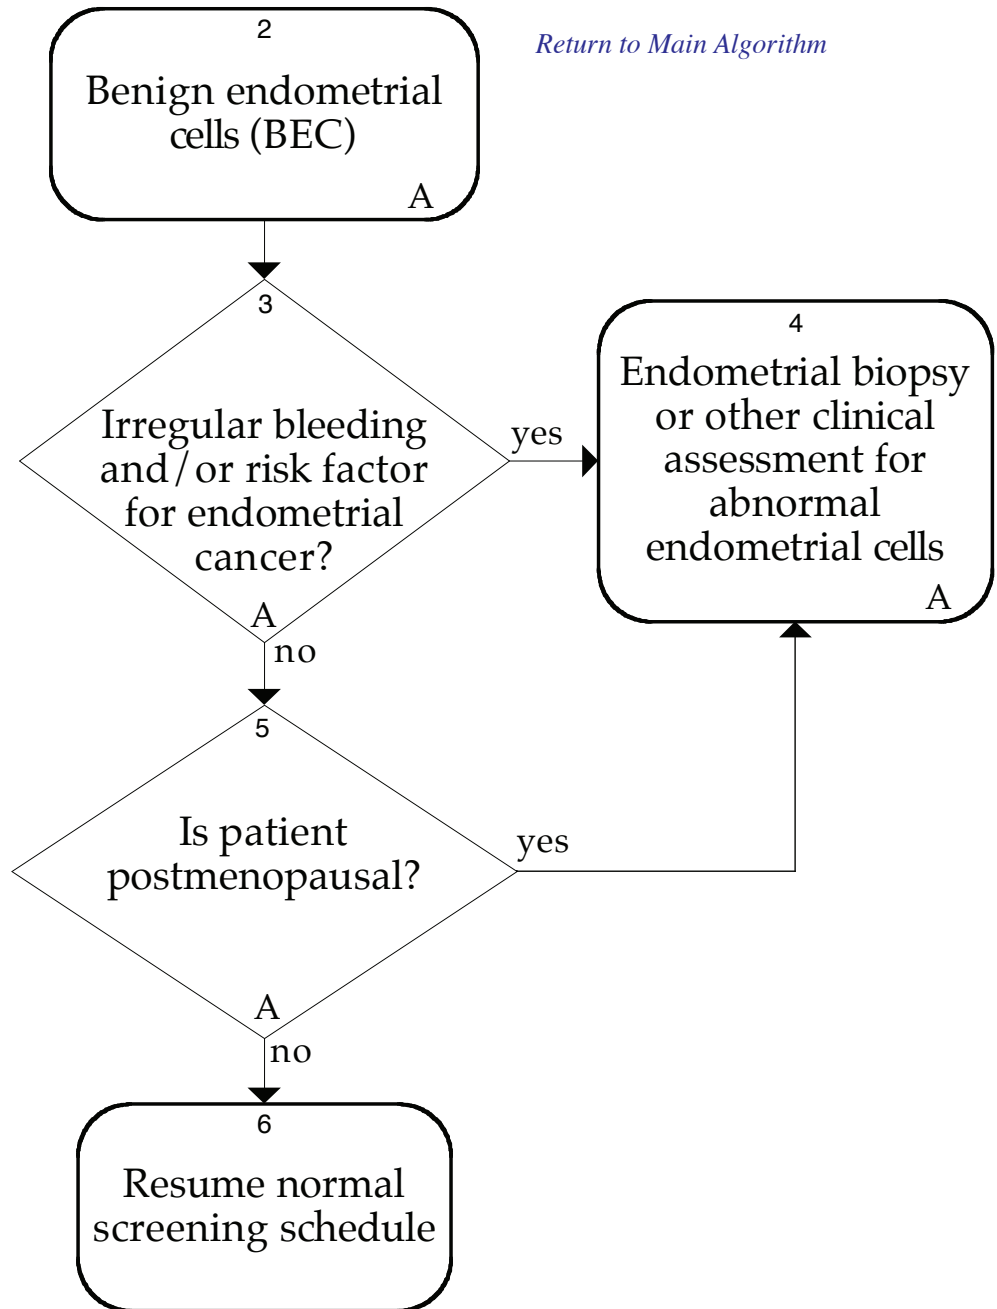 2
Return to Main Algorithm
Benign endometrial
cells (BEC)
A
3
Irregular bleeding
and/or risk factor
for endometrial
cancer?
A
yes
4
Endometrial biopsy
or other clinical
assessment for
abnormal
endometrial cells
A
no
5
Is patient
postmenopausal?
A
yes
no
6
Resume normal
screening schedule